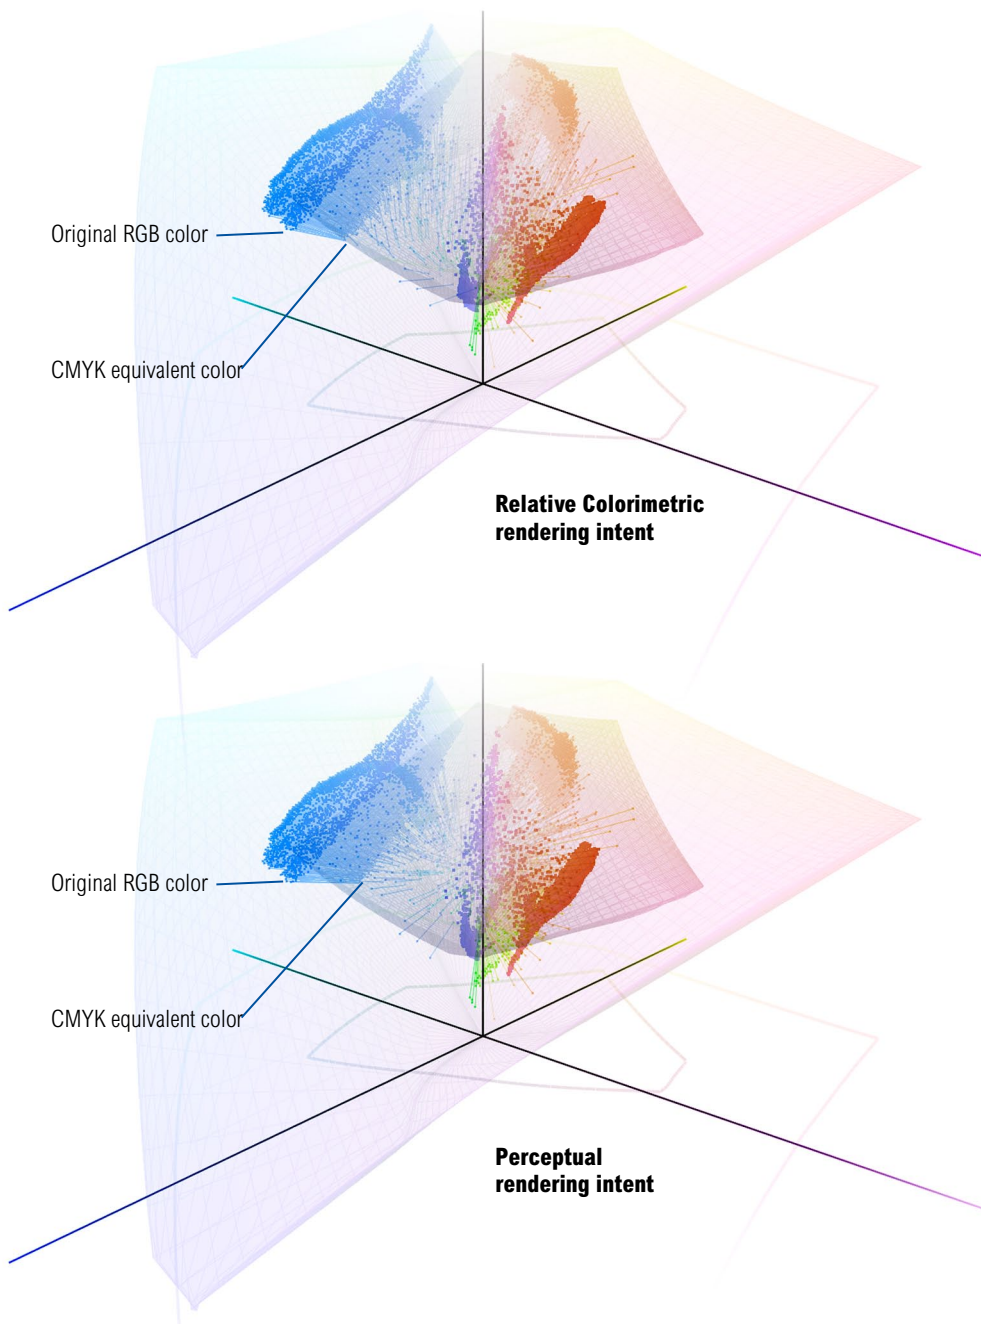 Original RGB color
CMYK equivalent color
Relative Colorimetric
rendering intent
Original RGB color
CMYK equivalent color
Perceptual
rendering intent